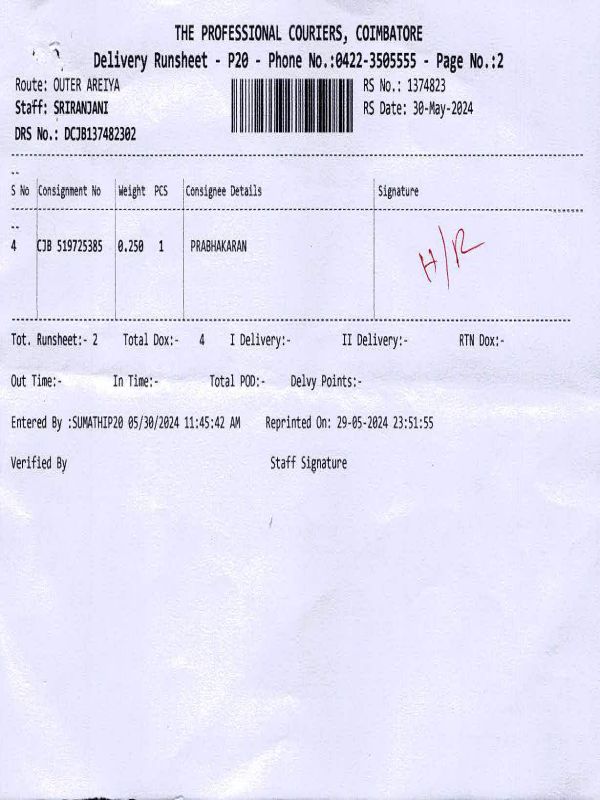 THE PROFESSIONAL COURIERS, COIMBATORE
Delivery Runsheet - P20 - Phone No.:0422-3505555 - Page No.:2
Route: OUTER AREIYA RS No.: 1374823
Staff: SRIRANJANI RS Date: 30-May-2024
DRS No.: DCJB137482302
S No Consignment No Weight PCS Consignee Details Signature
4 CJB 519725385 0.250 1 PRABHAKARAN H/R
Tot. Runsheet:- 2 Total Dox:- 4 I Delivery:- II Delivery:- RTN Dox:-
Out Time:- In Time:- Total POD:- Delvy Points:-
Entered By :SUMATHIP20 05/30/2024 11:45:42 AM Reprinted On: 29-05-2024 23:51:55
Verified By Staff Signature